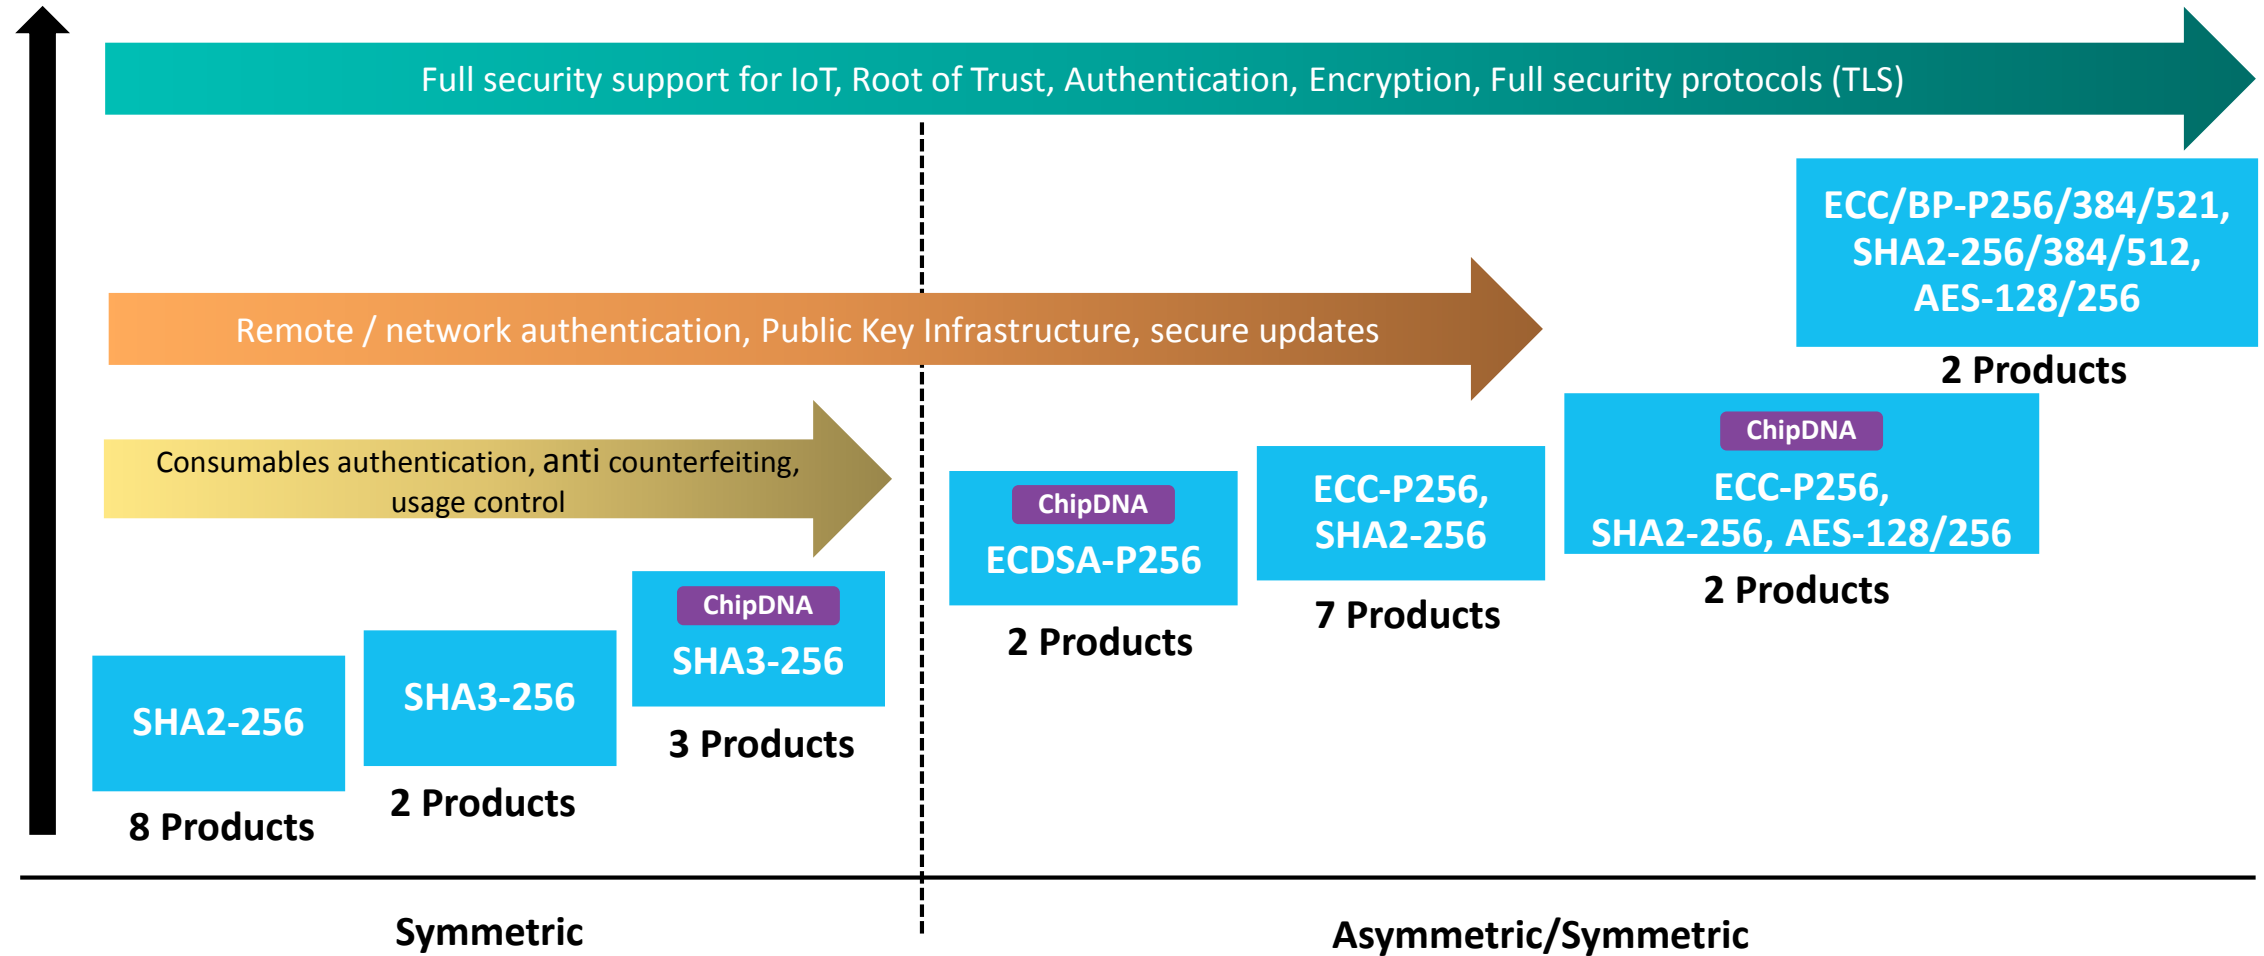 Full security support for IoT, Root of Trust, Authentication, Encryption, Full security protocols (TLS)
ECC/BP-P256/384/521,
SHA2-256/384/512,
AES-128/256
2 Products
Remote / network authentication, Public Key Infrastructure, secure updates
Consumables authentication, anti counterfeiting,
usage control
SHA2-256
8 Products
SHA3-256
2 Products
ChipDNA
SHA3-256
3 Products
ChipDNA
ECDSA-P256
2 Products
ECC-P256,
SHA2-256
7 Products
ChipDNA
ECC-P256,
SHA2-256, AES-128/256
2 Products
Symmetric
Asymmetric/Symmetric